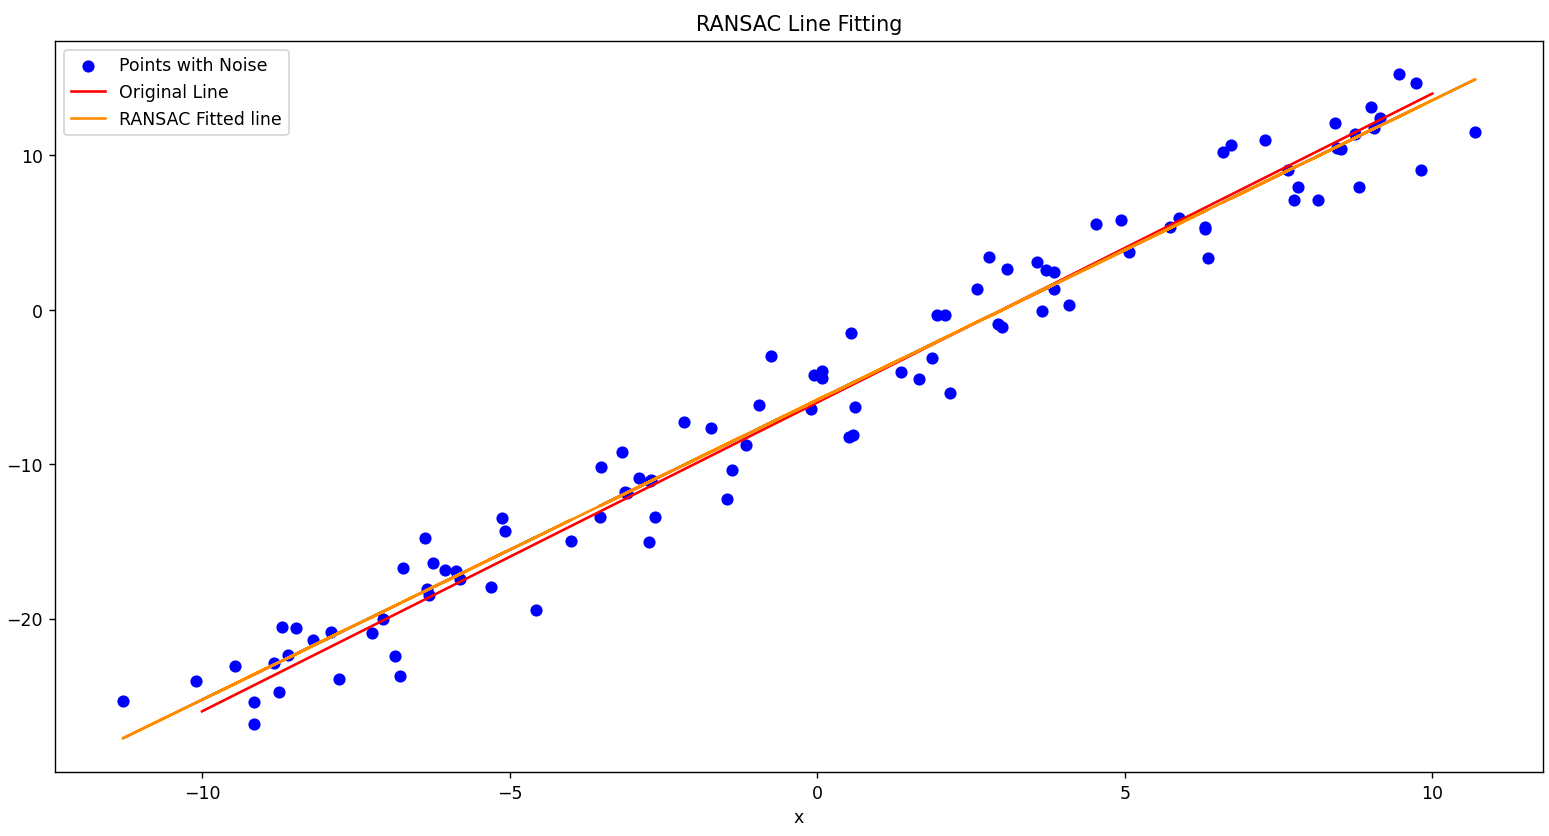 RANSAC Line Fitting
Points with Noise
Original Line
RANSAC Fitted line
10
0
−10
−20
−10 −5 0 5 10
x